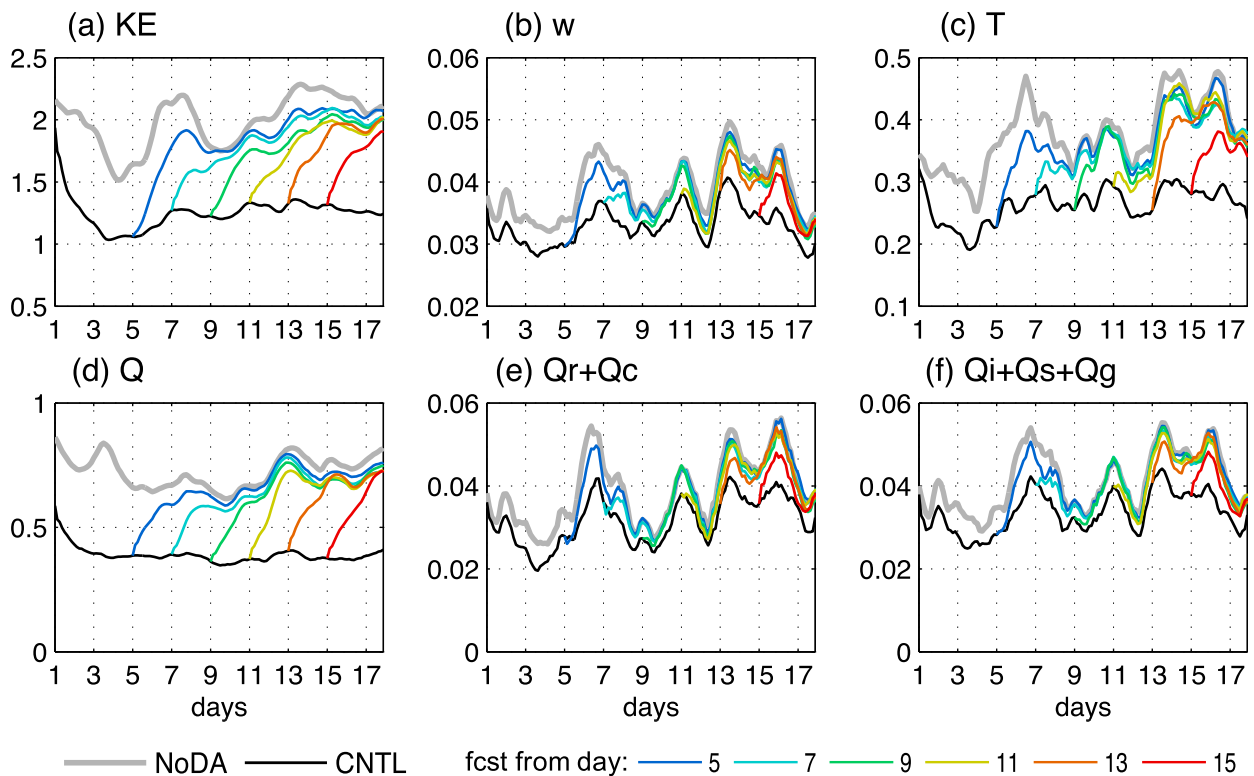 (a) KE
(b) w
(c) T
2.5
2
1.5
1
0.5
0.06
0.05
0.04
0.03
0.02
0.5
0.4
0.3
0.2
0.1
1 3 5 7 9 11 13 15 17
1 3 5 7 9 11 13 15 17
1 3 5 7 9 11 13 15 17
(d) Q
(e) Qr+Qc
(f) Qi+Qs+Qg
1
0.5
0
0.06
0.04
0.02
0
0.06
0.04
0.02
0
1 3 5 7 9 11 13 15 17
1 3 5 7 9 11 13 15 17
1 3 5 7 9 11 13 15 17
days
days
days
NoDA CNTL fcst from day: 5 7 9 11 13 15